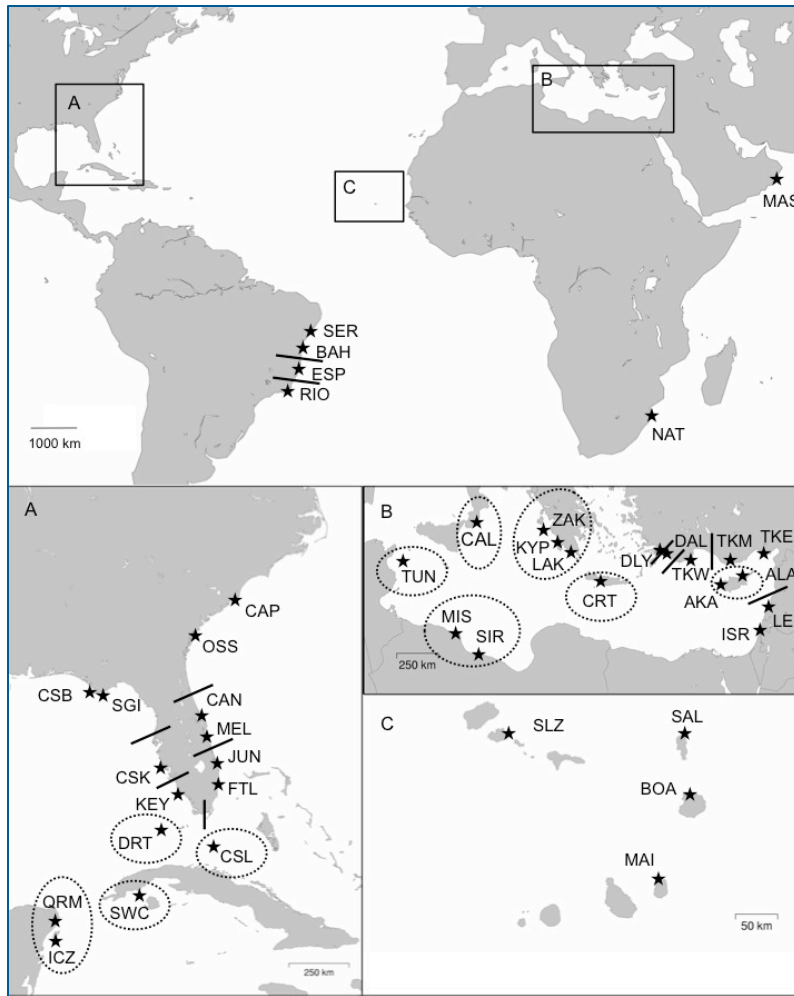 A
B
C
MAS
SER
BAH
ESP
RIO
NAT
1000 km
A
CAP
OSS
CSB
SGI
CAN
MEL
JUN
CSK
FTL
KEY
DRT
CSL
QRM
SWC
ICZ
250 km
B
ZAK
CAL
KYP
LAK
DAL
TKM
TKE
DLY
TKW
ALA
TUN
CRT
AKA
MIS
SIR
LE
ISR
250 km
C
SLZ
SAL
BOA
MAI
50 km